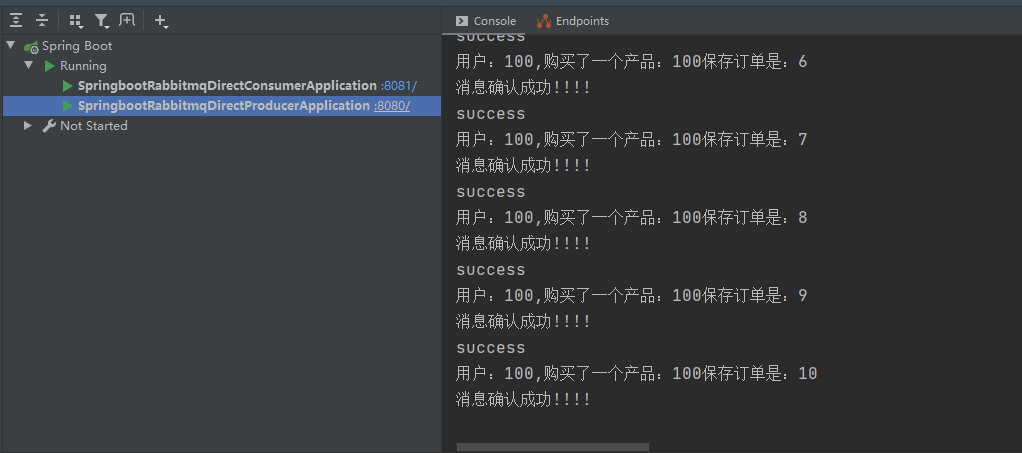 Console
Endpoints
Spring Boot
Running
SpringbootRabbitmqDirectConsumerApplication :8081/
SpringbootRabbitmqDirectProducerApplication :8080/
Not Started
success
用户：100,购买了一个产品：100保存订单是：6
消息确认成功!!!!
success
用户：100,购买了一个产品：100保存订单是：7
消息确认成功!!!!
success
用户：100,购买了一个产品：100保存订单是：8
消息确认成功!!!!
success
用户：100,购买了一个产品：100保存订单是：9
消息确认成功!!!!
success
用户：100,购买了一个产品：100保存订单是：10
消息确认成功!!!!